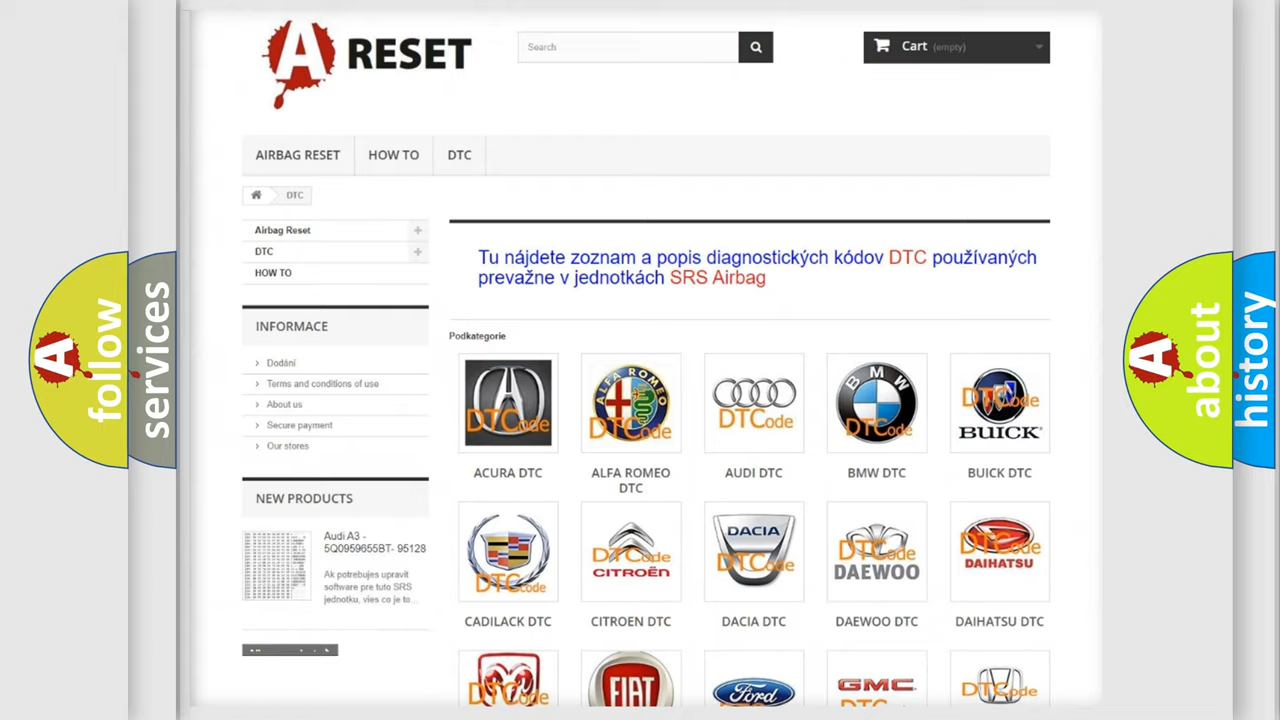 A RESET
Search
Cart (empty)
AIRBAG RESET
HOW TO
DTC
DTC
Airbag Reset
DTC
HOW TO
Tu nájdete zoznam a popis diagnostických kódov DTC používaných
prevažne v jednotkách SRS Airbag
INFORMACE
Dodání
Terms and conditions of use
About us
Secure payment
Our stores
NEW PRODUCTS
Audi A3 -
5Q0959655BT- 95128
Ak potrebujes upravit
software pre tuto SRS
jednotku, vies co je to...
Podkategorie
DTCode
ALFA ROMEO
DTCode
DTCode
BMW
DTCode
DTCode
BUICK
ACURA DTC
ALFA ROMEO
DTC
AUDI DTC
BMW DTC
BUICK DTC
DTCode
DTCode
CITROËN
DACIA
DTCode
DTCode
DAEWOO
DTCode
DAIHATSU
CADILACK DTC
CITROEN DTC
DACIA DTC
DAEWOO DTC
DAIHATSU DTC
DTCode
FIAT
Ford
GMC
DTCode
A
follow
services
A
about
history